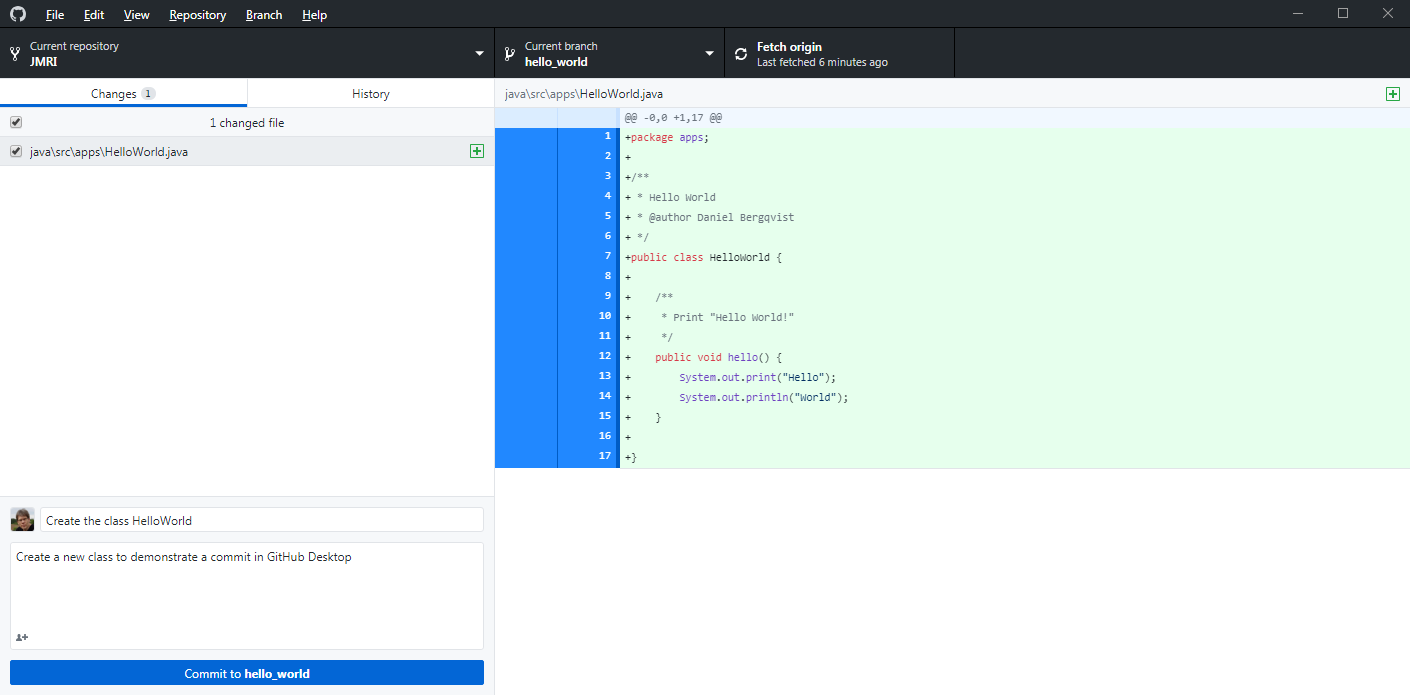 File Edit View Repository Branch Help
Current repository
JMRI
Current branch
hello_world
Fetch origin
Last fetched 6 minutes ago
Changes 1 History
1 changed file
java\src\apps\HelloWorld.java
Create the class HelloWorld
Create a new class to demonstrate a commit in GitHub Desktop
Commit to hello_world
java\src\apps\HelloWorld.java
@@ -0,0 +1,17 @@
1 +package apps;
2 +
3 +/**
4 + * Hello World
5 + * @author Daniel Bergqvist
6 + */
7 +public class HelloWorld {
8 +
9 +    /**
10 +     * Print "Hello World!"
11 +     */
12 +    public void hello() {
13 +        System.out.print("Hello");
14 +        System.out.println("World");
15 +    }
16 +
17 +}